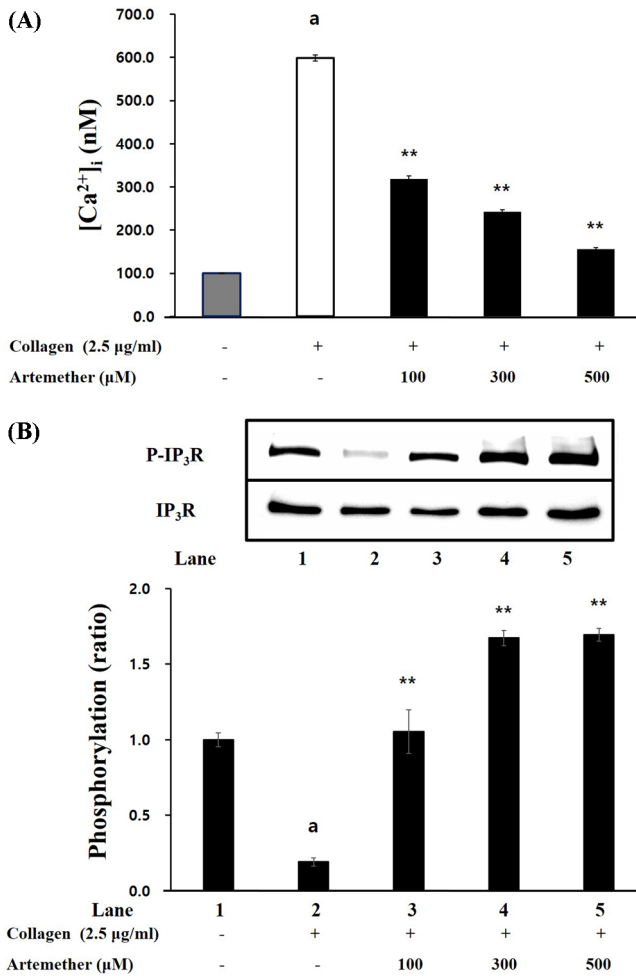 (A)
700.0
600.0
500.0
400.0
300.0
200.0
100.0
0.0
[Ca²⁺]ᵢ (nM)
a
**
**
**
Collagen (2.5 μg/ml) - + + + +
Artemether (μM) - - 100 300 500
(B)
P-IP₃R
IP₃R
Lane 1 2 3 4 5
2.0
1.5
1.0
0.5
0.0
Phosphorylation (ratio)
a
**
**
**
Lane 1 2 3 4 5
Collagen (2.5 μg/ml) - + + + +
Artemether (μM) - - 100 300 500